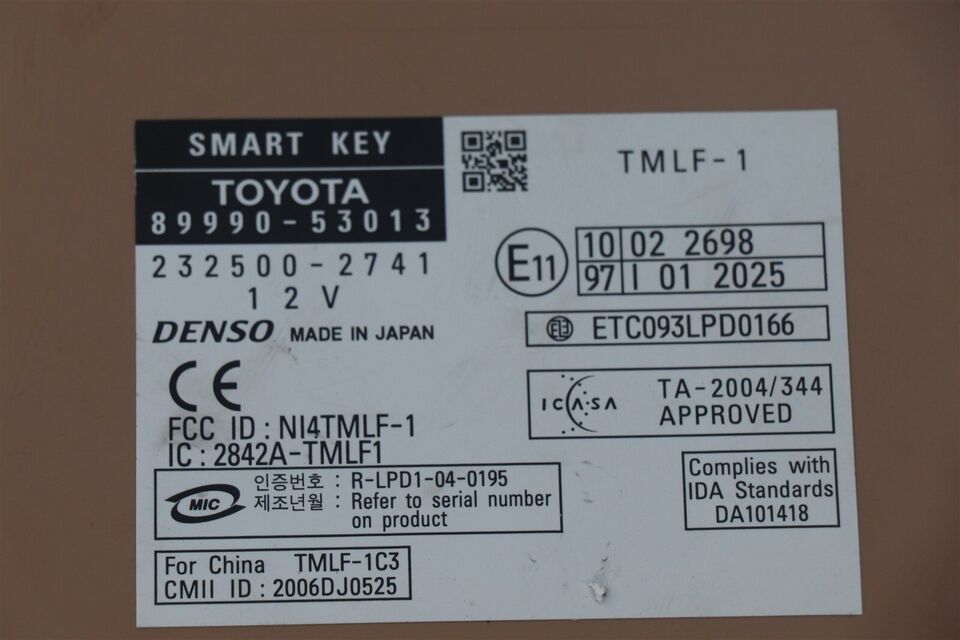 SMART KEY
TOYOTA
89990-53013
232500-2741
12V
DENSO MADE IN JAPAN
CE
FCC ID : NI4TMLF-1
IC : 2842A-TMLF1
MIC
인증번호 : R-LPD1-04-0195
제조년월 : Refer to serial number
on product
For China TMLF-1C3
CMII ID : 2006DJ0525
TMLF-1
E11
10 02 2698
97 I 01 2025
ETC093LPD0166
ICASA
TA-2004/344
APPROVED
Complies with
IDA Standards
DA101418